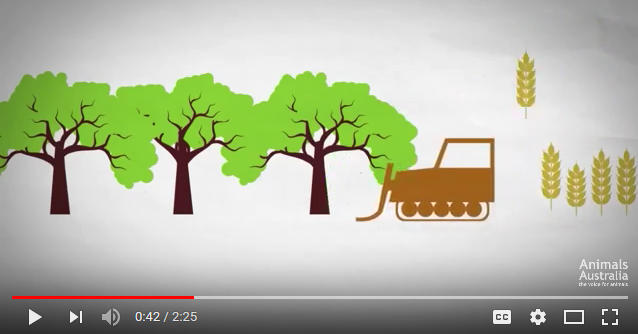 Animals
Australia
the voice for animals
0:42 / 2:25
CC